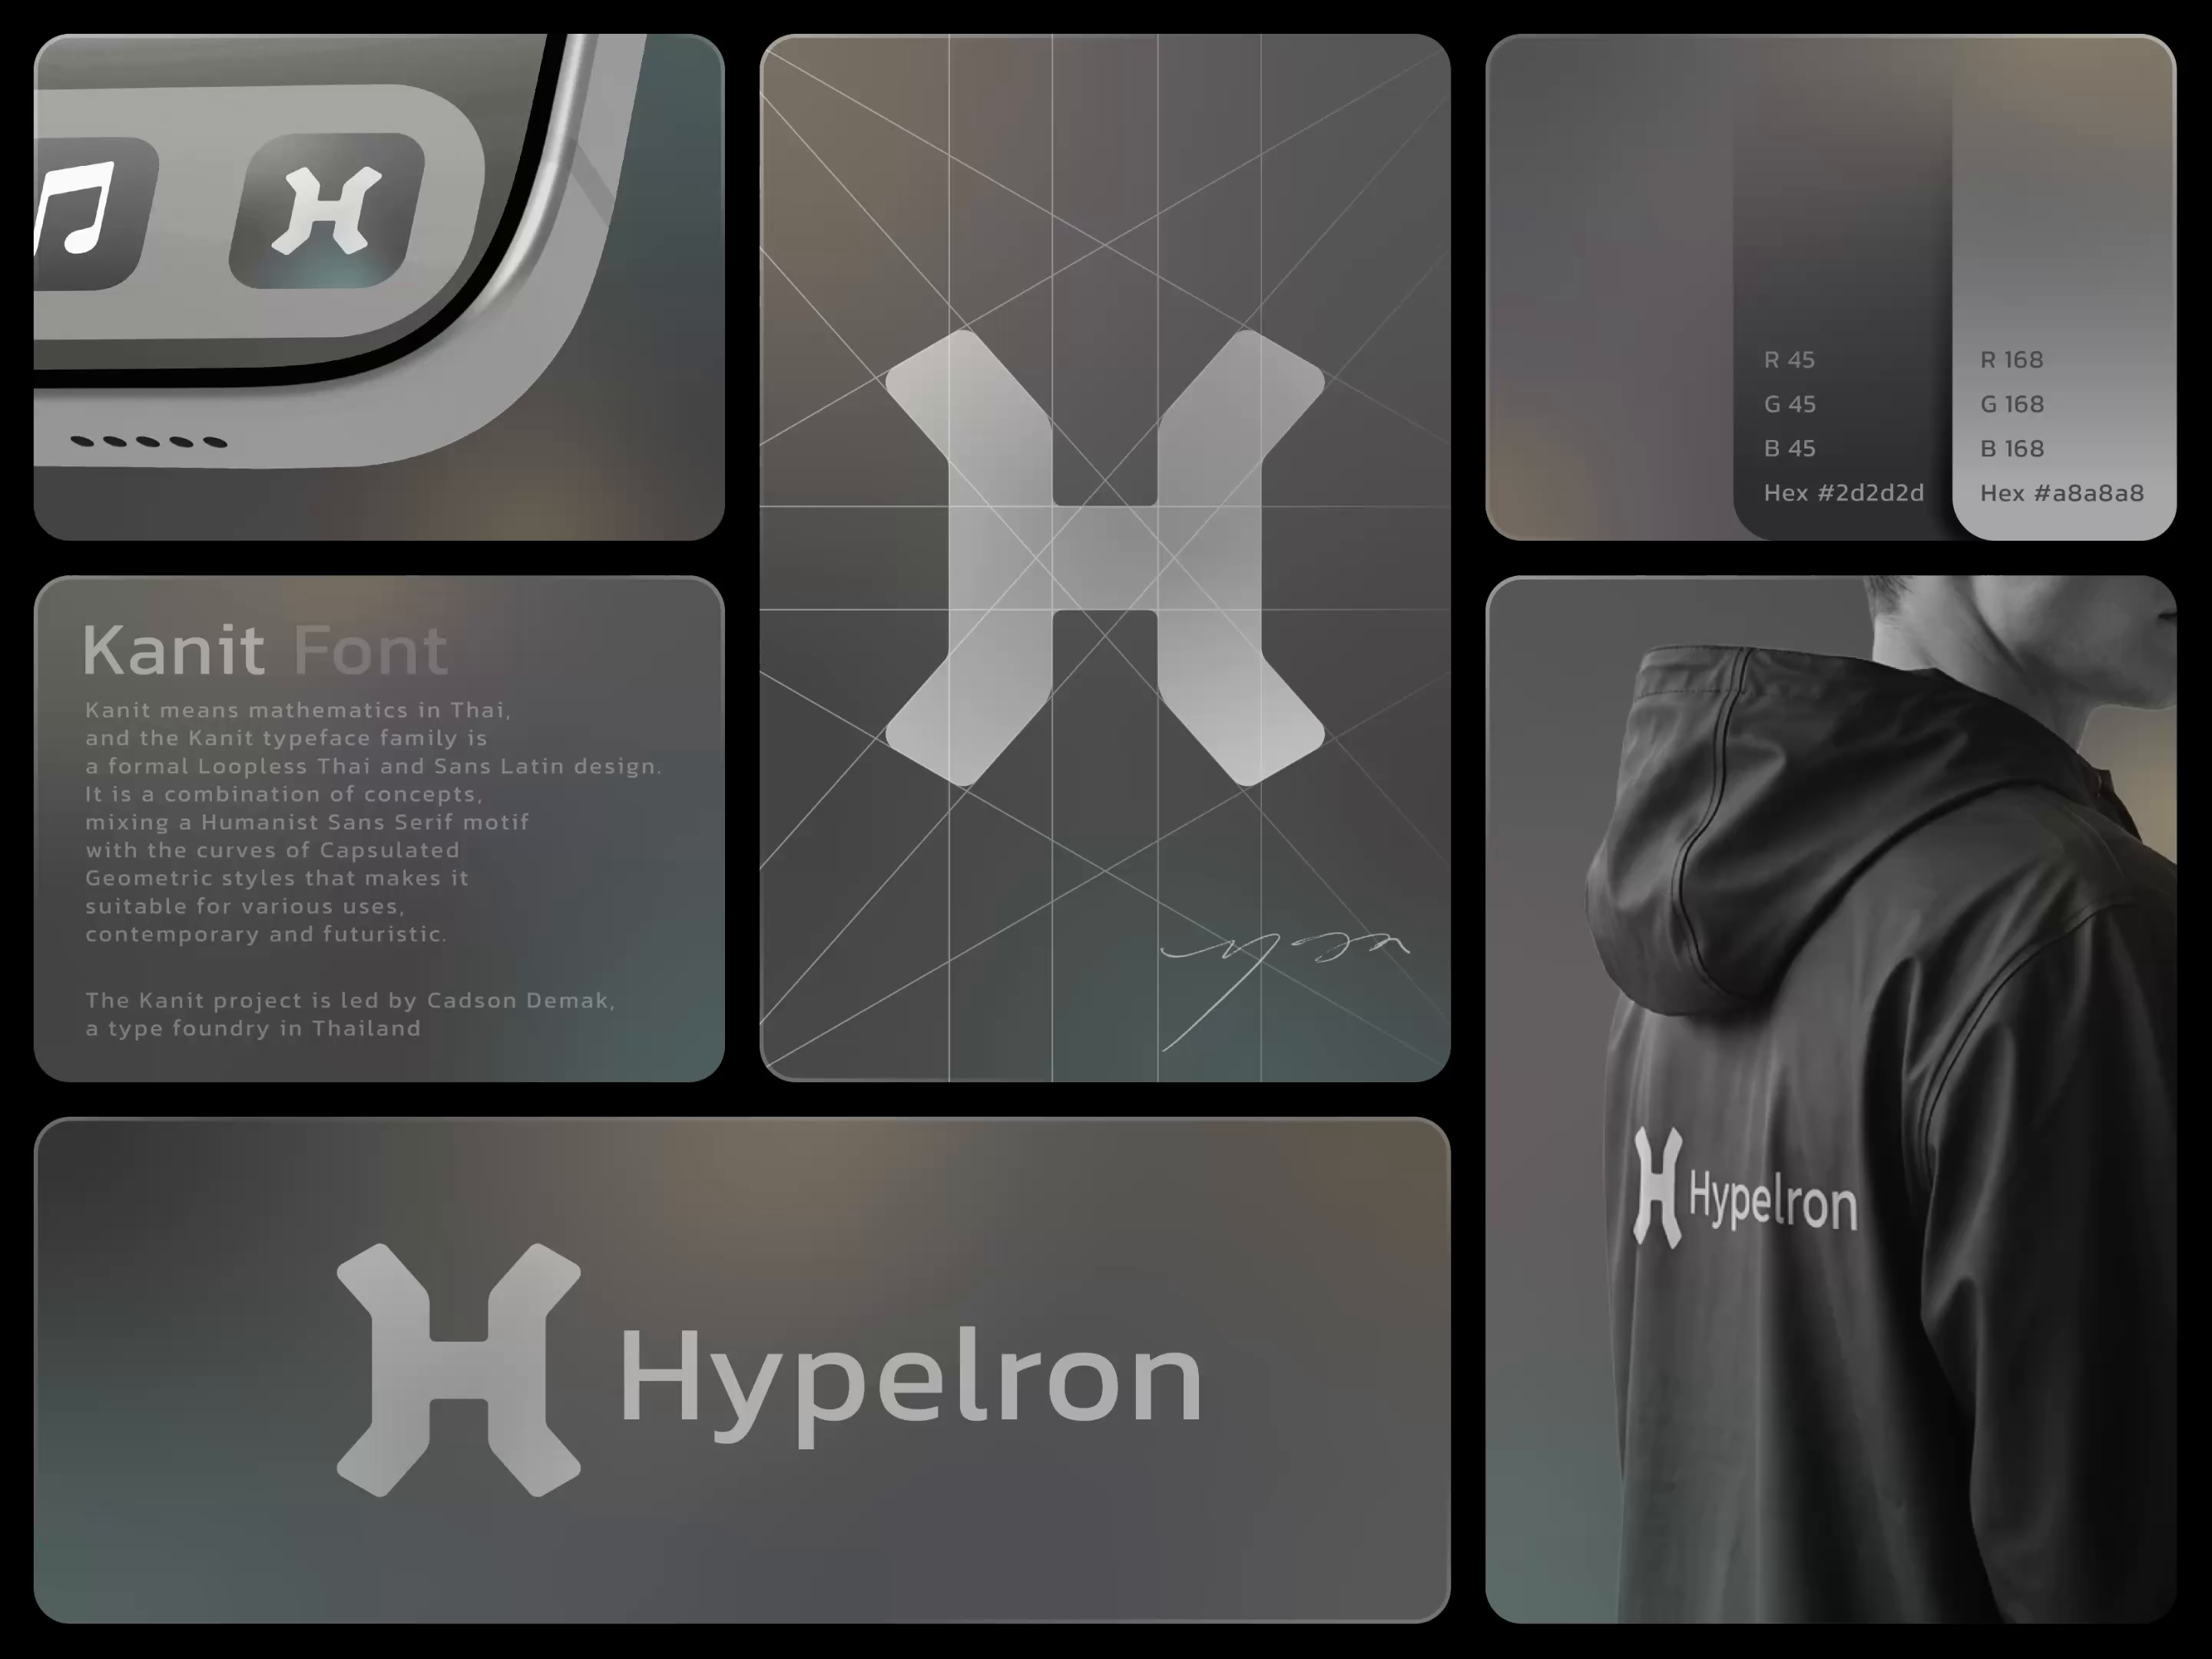 Kanit Font
Kanit means mathematics in Thai,
and the Kanit typeface family is
a formal Loopless Thai and Sans Latin design.
It is a combination of concepts,
mixing a Humanist Sans Serif motif
with the curves of Capsulated
Geometric styles that makes it
suitable for various uses,
contemporary and futuristic.
The Kanit project is led by Cadson Demak,
a type foundry in Thailand
R 45
G 45
B 45
Hex #2d2d2d
R 168
G 168
B 168
Hex #a8a8a8
Hypelron
Hypelron